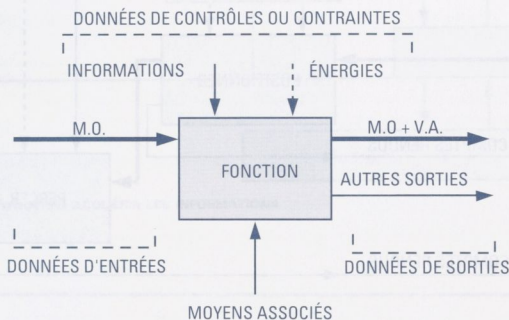 DONNÉES DE CONTRÔLES OU CONTRAINTES
INFORMATIONS
ÉNERGIES
M.O.
M.O + V.A.
FONCTION
AUTRES SORTIES
DONNÉES D'ENTRÉES
DONNÉES DE SORTIES
MOYENS ASSOCIÉS